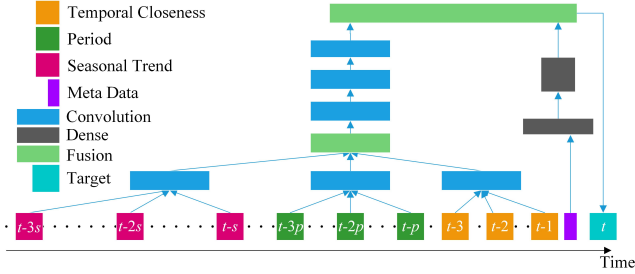 Temporal Closeness
Period
Seasonal Trend
Meta Data
Convolution
Dense
Fusion
Target
t-3s
t-2s
t-s
t-3p
t-2p
t-p
t-3
t-2
t-1
t
Time